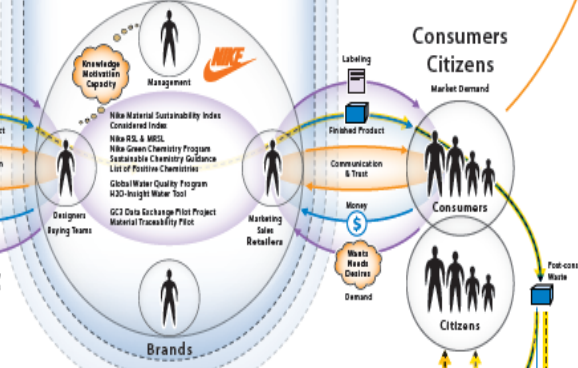 Consumers
Citizens
Market Demand
Knowledge
Motivation
Capacity
NIKE
Management
Labeling
Nike Material Sustainability Index
Considered Index
Nike RSL & MRSL
Nike Green Chemistry Program
Sustainable Chemistry Guidance
List of Positive Chemistries
Global Water Quality Program
H2O-Insight Water Tool
GC3 Data Exchange Pilot Project
Material Traceability Pilot
Finished Product
Communication
& Trust
Designers
Buying Teams
Marketing
Sales
Retailers
Money
$
Consumers
Wants
Needs
Desires
Demand
Post-cons
Waste
Citizens
Brands